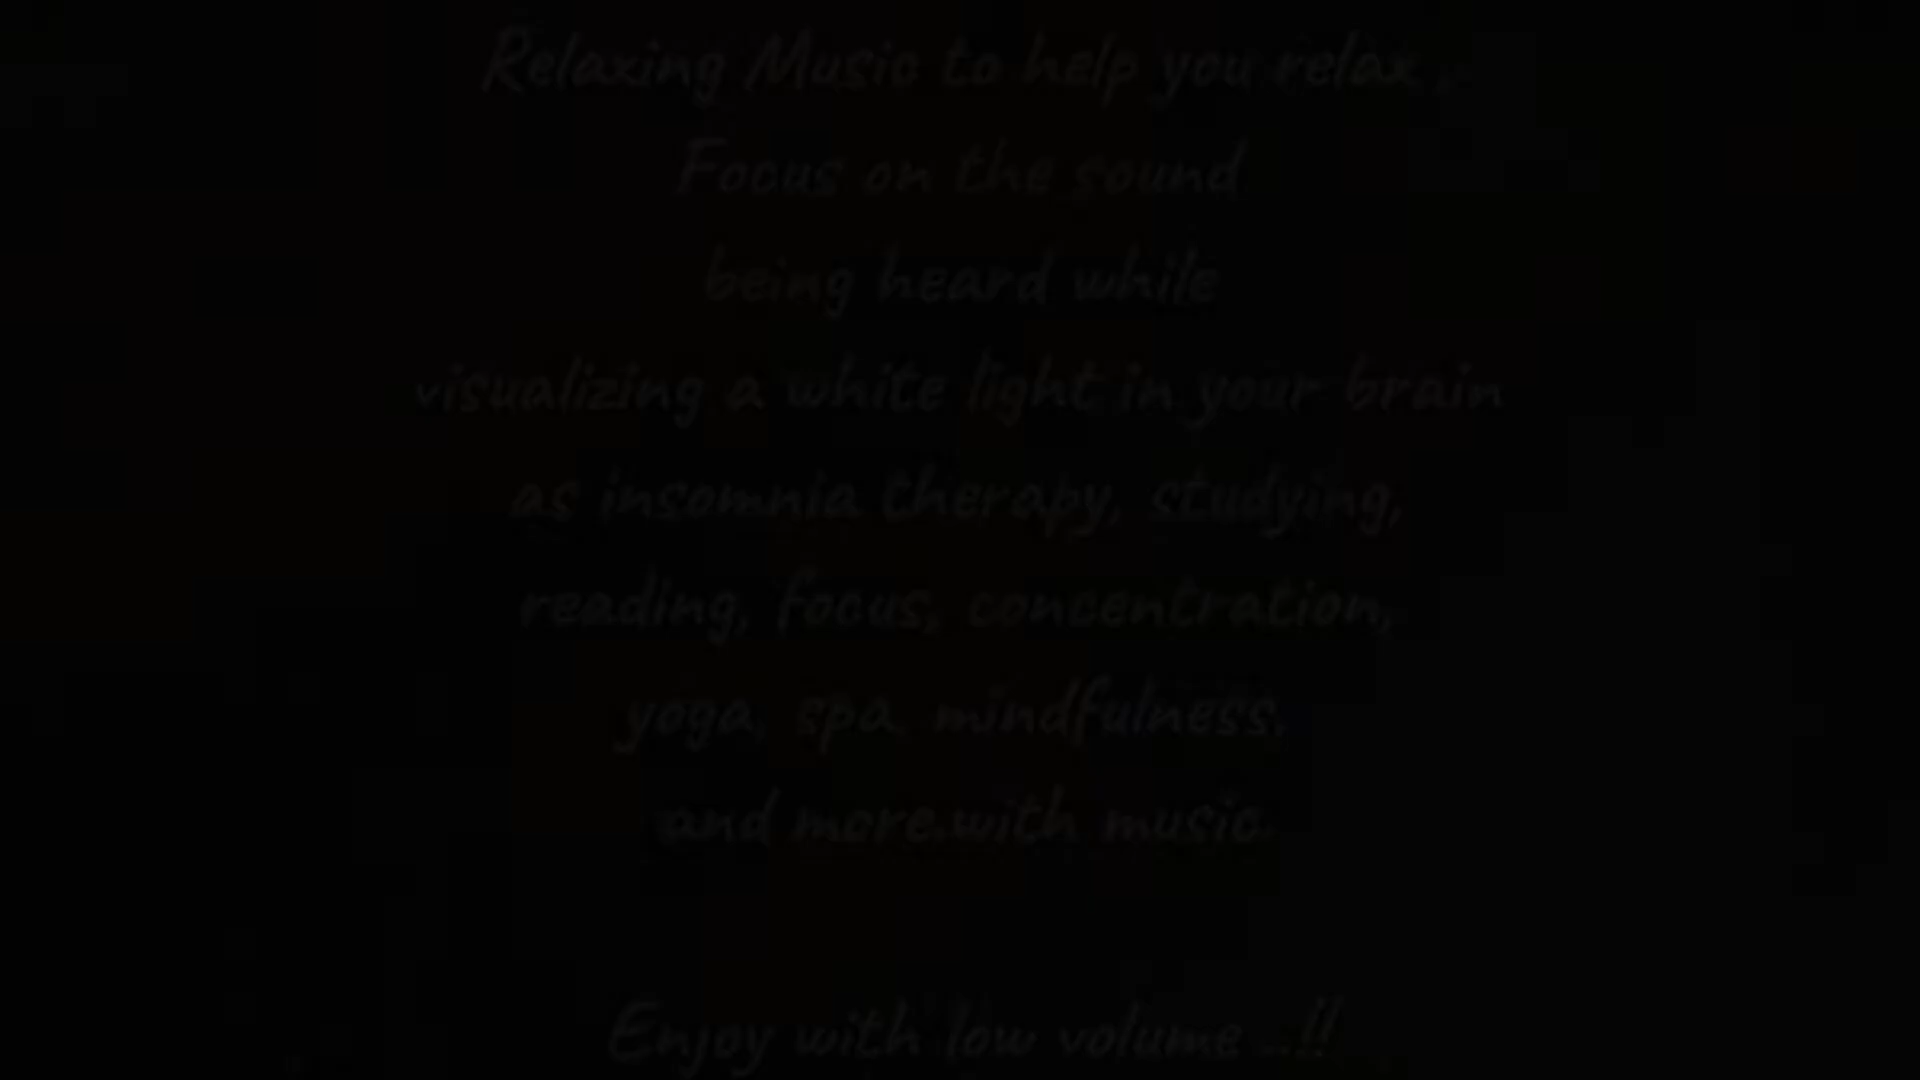 Relaxing Music to help you relax .
Focus on the sound
being heard while
visualizing a white light in your brain
as insomnia therapy, studying,
reading, focus, concentration,
yoga, spa, mindfulness.
and more.with music.
Enjoy with low volume ..!!